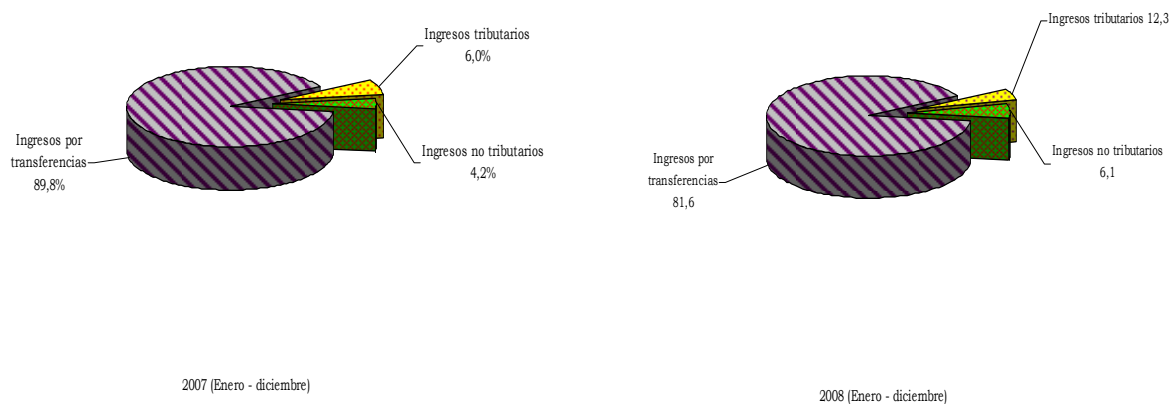 Ingresos tributarios
6,0%
Ingresos por
transferencias
89,8%
Ingresos no tributarios
4,2%
2007 (Enero - diciembre)
Ingresos tributarios 12,3
Ingresos por
transferencias
81,6
Ingresos no tributarios
6,1
2008 (Enero - diciembre)